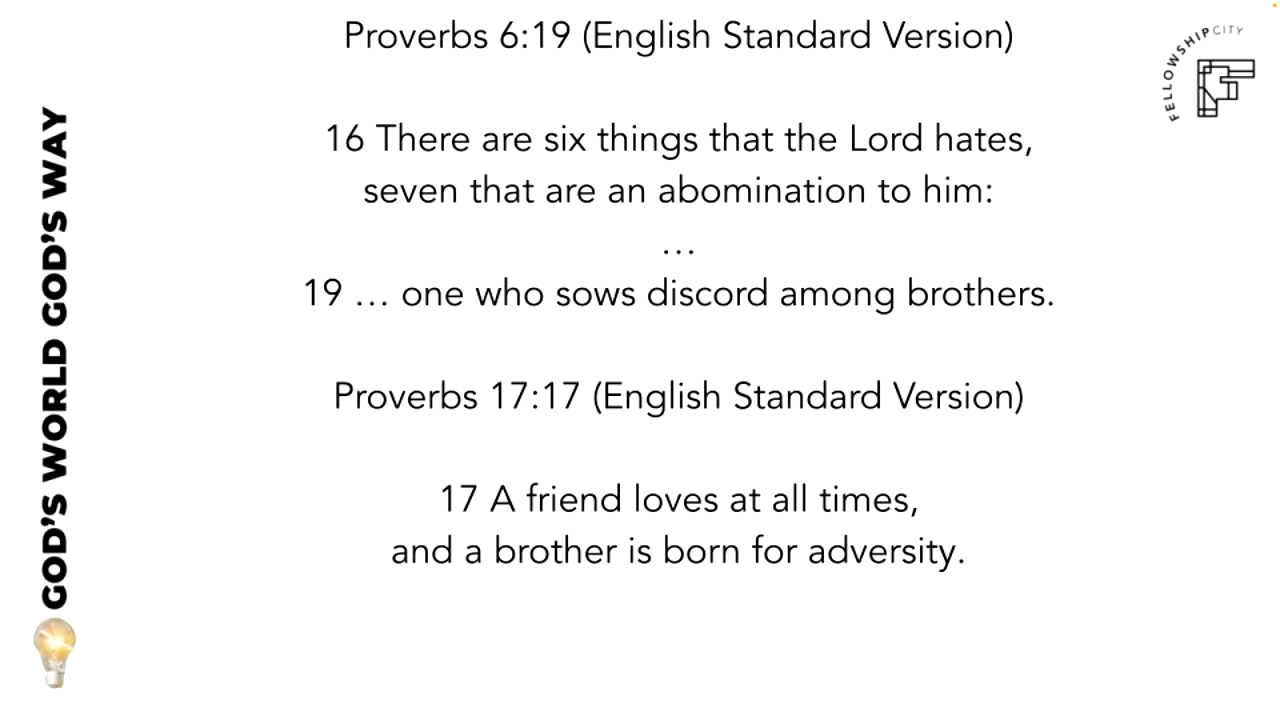 Proverbs 6:19 (English Standard Version)
16 There are six things that the Lord hates,
seven that are an abomination to him:
…
19 … one who sows discord among brothers.
Proverbs 17:17 (English Standard Version)
17 A friend loves at all times,
and a brother is born for adversity.
GOD'S WORLD GOD'S WAY
FELLOWSHIPCITY